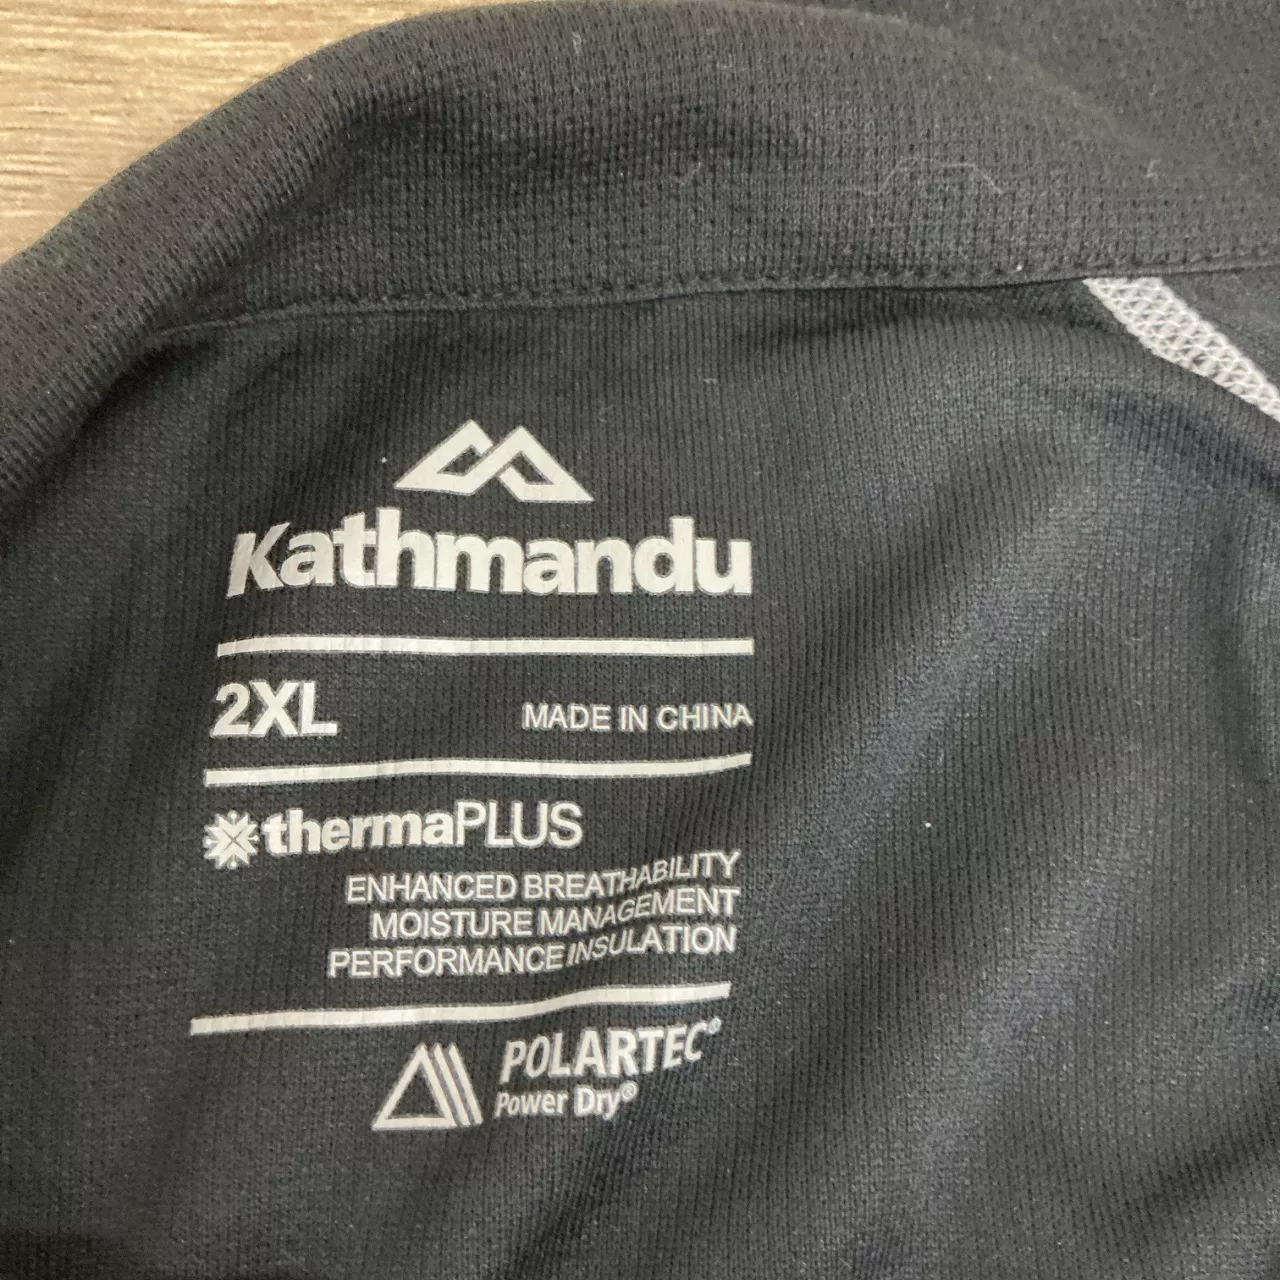 Kathmandu
2XL MADE IN CHINA
thermaPLUS
ENHANCED BREATHABILITY
MOISTURE MANAGEMENT
PERFORMANCE INSULATION
POLARTEC®
Power Dry®